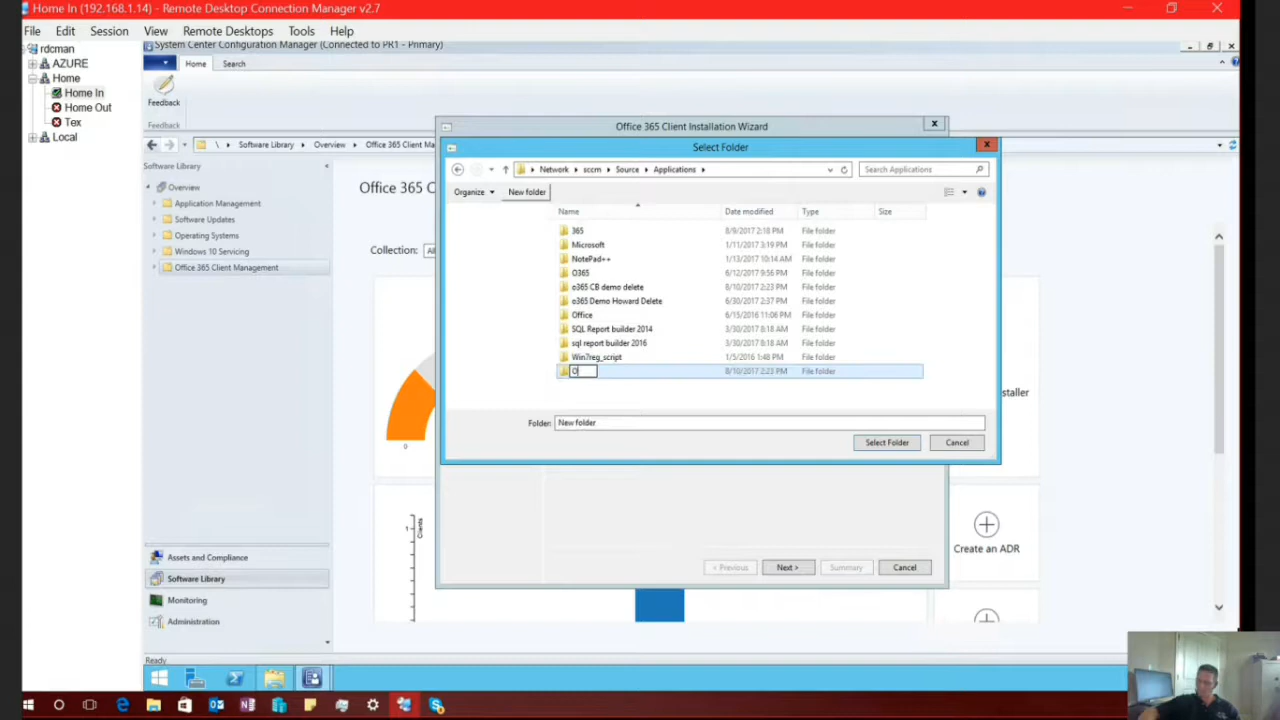 Home In (192.168.1.14) - Remote Desktop Connection Manager v2.7
File Edit Session View Remote Desktops Tools Help
rdcman
AZURE
Home
Home In
Home Out
Tex
Local
System Center Configuration Manager (Connected to PR1 - Primary)
Home Search
Feedback
Feedback
\ Software Library Overview Office 365 Client Ma
Software Library
Overview
Application Management
Software Updates
Operating Systems
Windows 10 Servicing
Office 365 Client Management
Assets and Compliance
Software Library
Monitoring
Administration
Ready
Office 365 C
Collection: Al
0
1
Clients
Office 365 Client Installation Wizard
Select Folder
Network sccm Source Applications
Search Applications
Organize New folder
Name Date modified Type Size
365 8/9/2017 2:18 PM File folder
Microsoft 1/11/2017 3:19 PM File folder
NotePad++ 1/13/2017 10:14 AM File folder
O365 6/12/2017 9:56 PM File folder
o365 CB demo delete 8/10/2017 2:23 PM File folder
o365 Demo Howard Delete 6/30/2017 2:37 PM File folder
Office 6/15/2016 11:06 PM File folder
SQL Report builder 2014 3/30/2017 8:18 AM File folder
sql report builder 2016 3/30/2017 8:18 AM File folder
Win7reg_script 1/5/2016 1:48 PM File folder
O 8/10/2017 2:23 PM File folder
Folder: New folder
Select Folder Cancel
< Previous Next > Summary Cancel
staller
Create an ADR